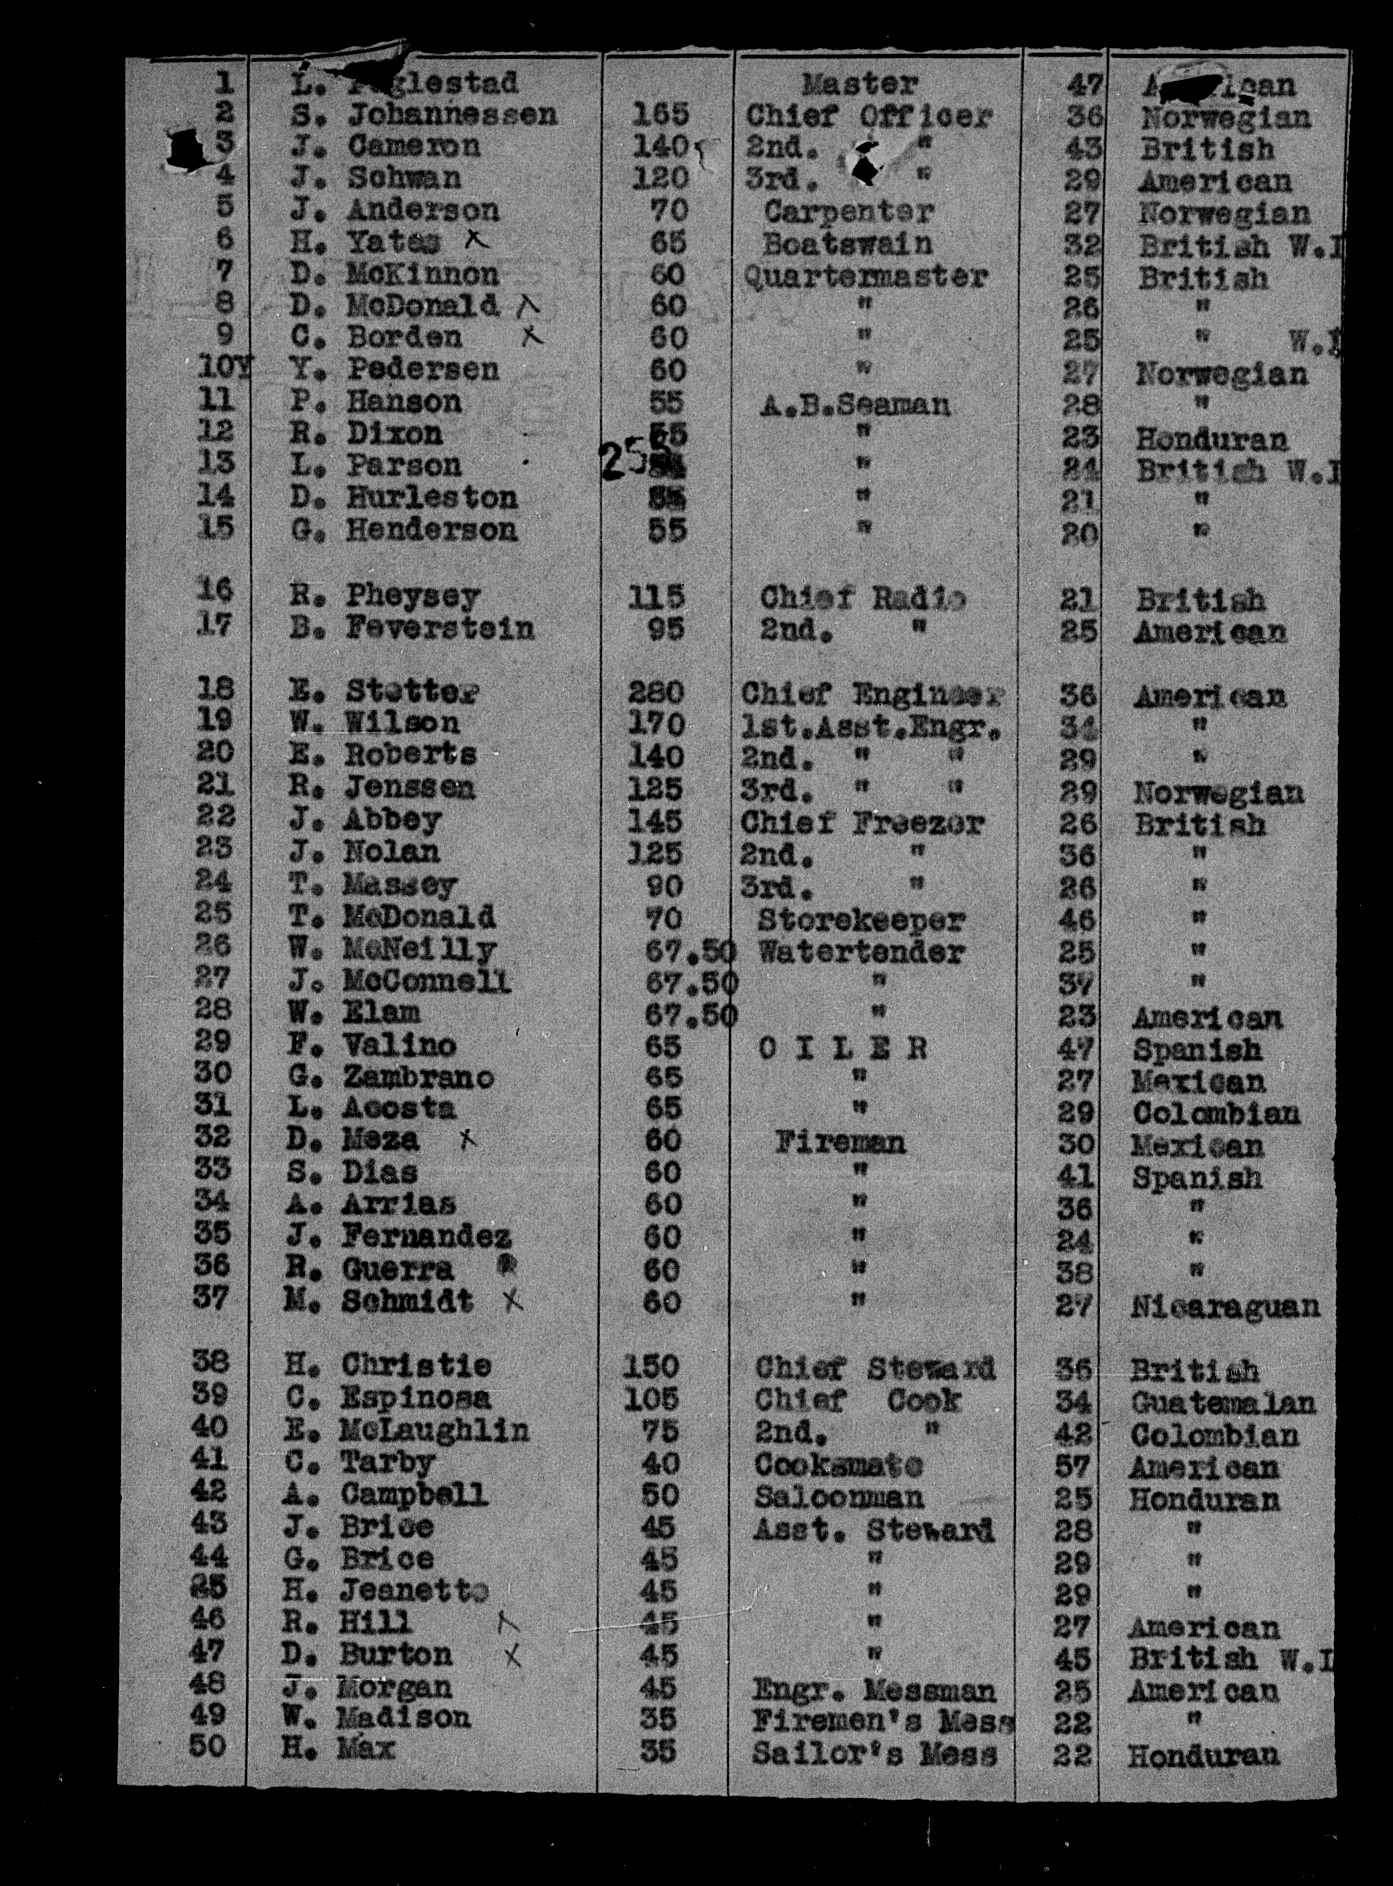 1 L. glestad Master 47
2 S. Johannessen 165 Chief Officer 36 Norwegian
3 J. Cameron 140 2nd. " 43 British
4 J. Schwan 120 3rd. " 29 American
5 J. Anderson 70 Carpenter 27 Norwegian
6 H. Yates x 65 Boatswain 32 British W.I
7 D. McKinnon 60 Quartermaster 25 British
8 D. McDonald x 60 " 26 "
9 C. Borden x 60 " 25 " W.I
10Y Y. Pedersen 60 " 27 Norwegian
11 P. Hanson 55 A.B.Seaman 28 "
12 R. Dixon 55 " 23 Honduran
13 L. Parson 255 " 24 British W.I
14 D. Hurleston 55 " 21 "
15 G. Henderson 55 " 20 "
16 R. Pheysey 115 Chief Radio 21 British
17 B. Feverstein 95 2nd. " 25 American
18 E. Stetter 280 Chief Engineer 36 American
19 W. Wilson 170 1st.Asst.Engr. 34 "
20 E. Roberts 140 2nd. " " 29 "
21 R. Jenssen 125 3rd. " " 29 Norwegian
22 J. Abbey 145 Chief Freezer 26 British
23 J. Nolan 125 2nd. " 36 "
24 T. Massey 90 3rd. " 26 "
25 T. McDonald 70 Storekeeper 46 "
26 W. McNeilly 67.50 Watertender 25 "
27 J. McConnell 67.50 " 37 "
28 W. Elam 67.50 " 23 American
29 F. Valino 65 O I L E R 47 Spanish
30 G. Zambrano 65 " 27 Mexican
31 L. Acosta 65 " 29 Colombian
32 D. Meza x 60 Fireman 30 Mexican
33 S. Dias 60 " 41 Spanish
34 A. Arrias 60 " 36 "
35 J. Fernandez 60 " 24 "
36 R. Guerra 60 " 38 "
37 M. Schmidt x 60 " 27 Nicaraguan
38 H. Christie 150 Chief Steward 36 British
39 C. Espinosa 105 Chief Cook 34 Guatemalan
40 E. McLaughlin 75 2nd. " 42 Colombian
41 C. Tarby 40 Cooksmate 57 American
42 A. Campbell 50 Saloonman 25 Honduran
43 J. Brice 45 Asst. Steward 28 "
44 G. Brice 45 " 29 "
25 H. Jeanette 45 " 29 "
46 R. Hill x 45 " 27 American
47 D. Burton x 45 " 45 British W.I
48 J. Morgan 45 Engr. Messman 25 American
49 W. Madison 35 Firemen's Mess 22 "
50 H. Max 35 Sailor's Mess 22 Honduran